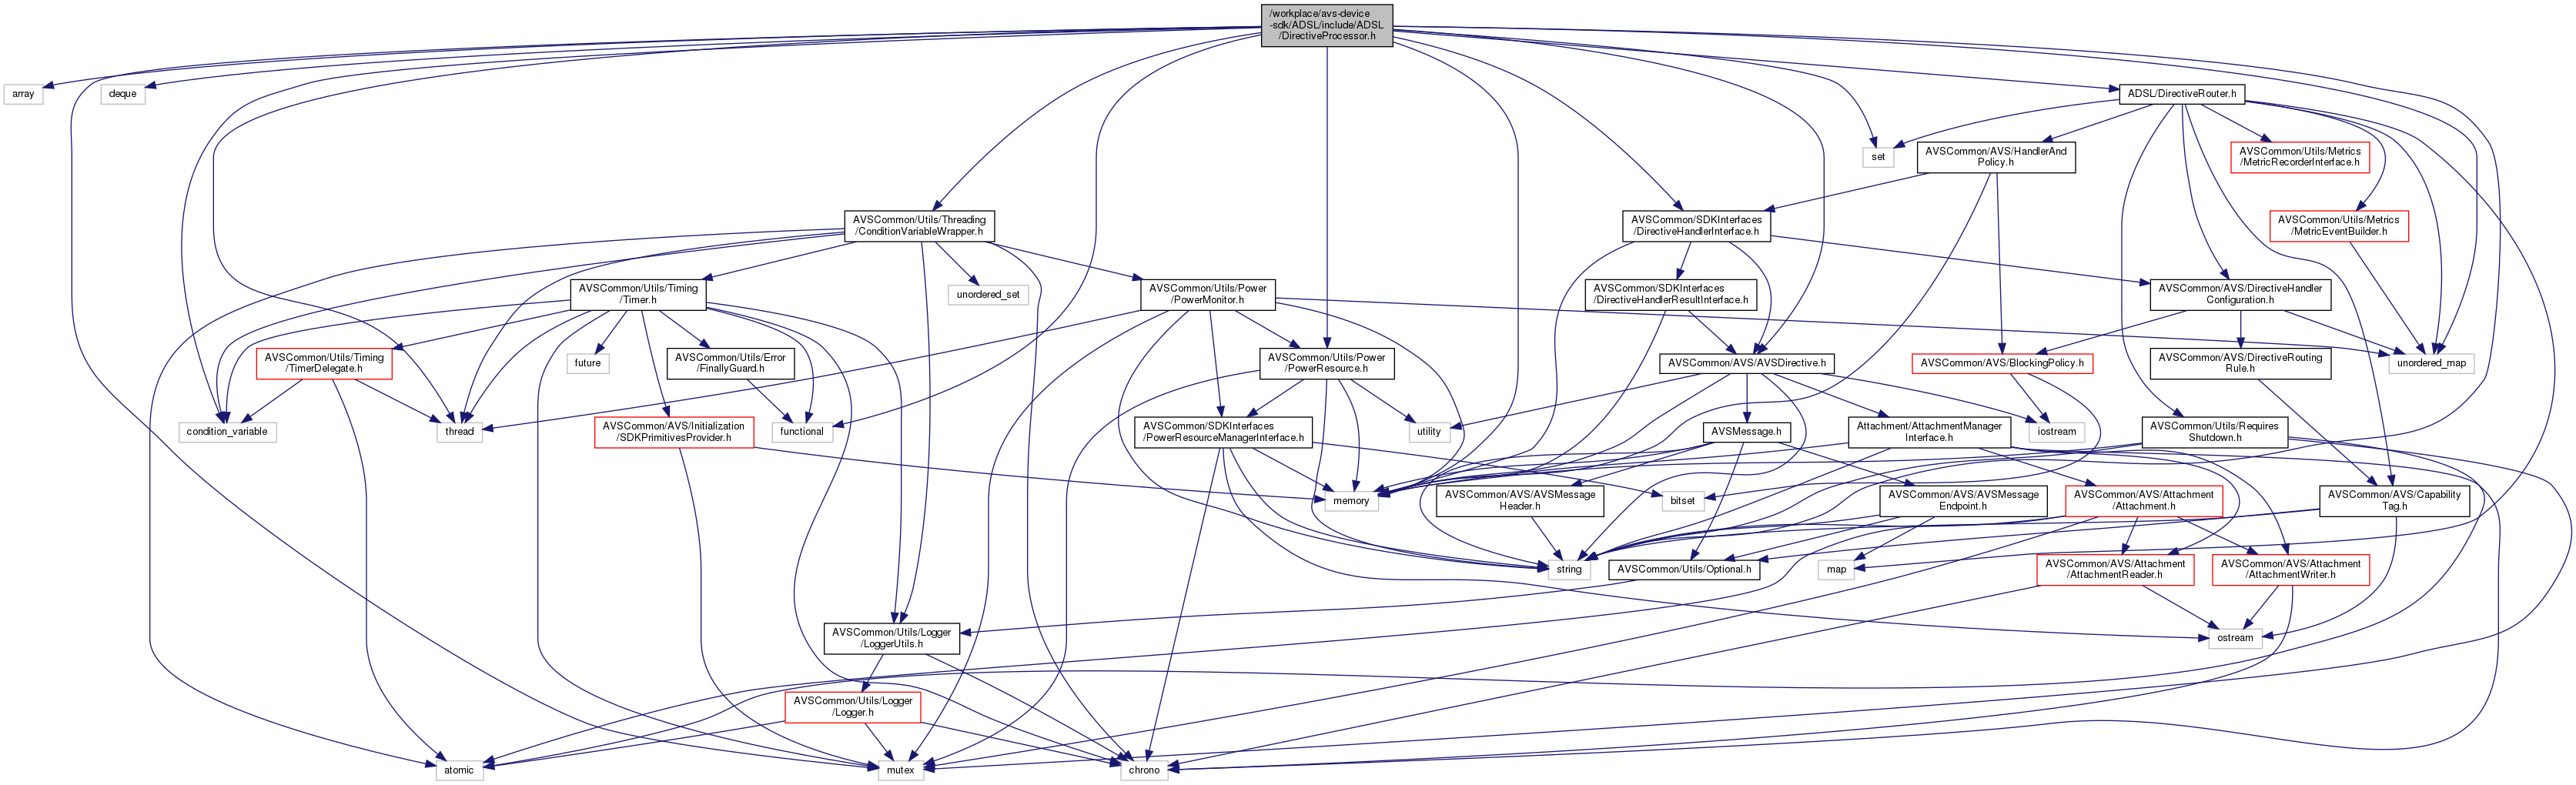 /workplace/avs-device
-sdk/ADSL/include/ADSL
/DirectiveProcessor.h
array
deque
ADSL/DirectiveRouter.h
set
AVSCommon/AVS/HandlerAnd
Policy.h
AVSCommon/Utils/Metrics
/MetricRecorderInterface.h
AVSCommon/Utils/Threading
/ConditionVariableWrapper.h
AVSCommon/SDKInterfaces
/DirectiveHandlerInterface.h
AVSCommon/Utils/Metrics
/MetricEventBuilder.h
AVSCommon/Utils/Timing
/Timer.h
unordered_set
AVSCommon/Utils/Power
/PowerMonitor.h
AVSCommon/SDKInterfaces
/DirectiveHandlerResultInterface.h
AVSCommon/AVS/DirectiveHandler
Configuration.h
AVSCommon/Utils/Timing
/TimerDelegate.h
future
AVSCommon/Utils/Error
/FinallyGuard.h
AVSCommon/Utils/Power
/PowerResource.h
AVSCommon/AVS/AVSDirective.h
AVSCommon/AVS/BlockingPolicy.h
AVSCommon/AVS/DirectiveRouting
Rule.h
unordered_map
condition_variable
thread
AVSCommon/AVS/Initialization
/SDKPrimitivesProvider.h
functional
AVSCommon/SDKInterfaces
/PowerResourceManagerInterface.h
utility
AVSMessage.h
Attachment/AttachmentManager
Interface.h
iostream
AVSCommon/Utils/Requires
Shutdown.h
memory
AVSCommon/AVS/AVSMessage
Header.h
bitset
AVSCommon/AVS/AVSMessage
Endpoint.h
AVSCommon/AVS/Attachment
/Attachment.h
AVSCommon/AVS/Capability
Tag.h
string
AVSCommon/Utils/Optional.h
map
AVSCommon/AVS/Attachment
/AttachmentReader.h
AVSCommon/AVS/Attachment
/AttachmentWriter.h
AVSCommon/Utils/Logger
/LoggerUtils.h
ostream
AVSCommon/Utils/Logger
/Logger.h
atomic
mutex
chrono